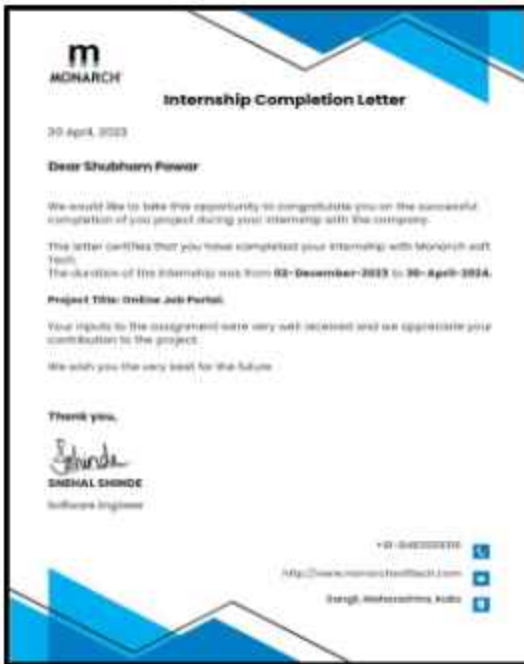 m
MONARCH
Internship Completion Letter
30 April, 2023
Dear Shubham Pawar
We would like to take this opportunity to congratulate you on the successful
completion of you project during your internship with the company.
This letter certifies that you have completed your internship with Monarch soft
Tech.
The duration of the internship was from 02-December-2023 to 30-April-2024.
Project Title: Online Job Portal.
Your inputs to the assignment were very well received and we appreciate your
contribution to the project.
We wish you the very best for the future
Thank you,
Sshinde
SNEHAL SHINDE
Software Engineer
http://www.monarchsofttech.com
Sangli, Maharashtra, India